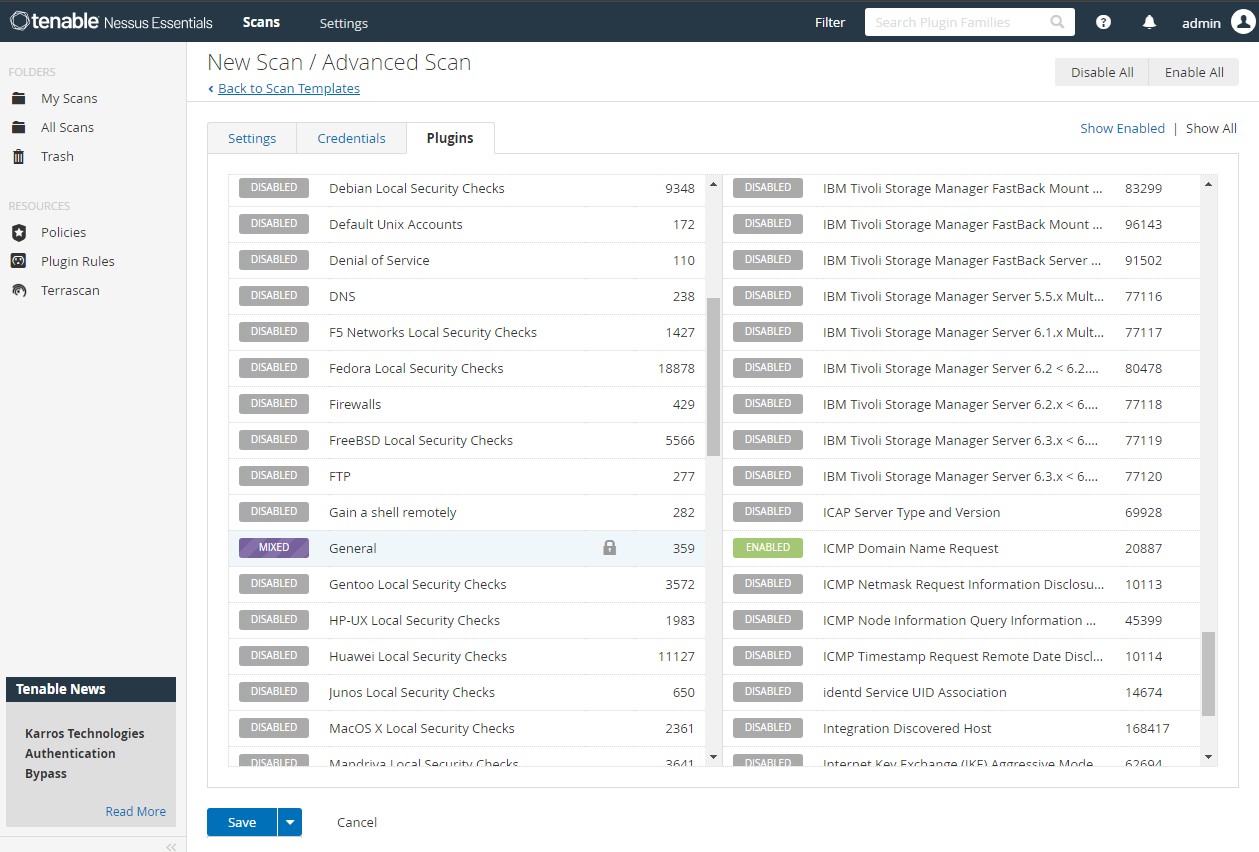 tenable Nessus Essentials Scans Settings Filter Search Plugin Families ? admin
New Scan / Advanced Scan
< Back to Scan Templates
Disable All Enable All
FOLDERS
My Scans
All Scans
Trash
RESOURCES
Policies
Plugin Rules
Terrascan
Settings Credentials Plugins
Show Enabled | Show All
DISABLED Debian Local Security Checks 9348 DISABLED IBM Tivoli Storage Manager FastBack Mount ... 83299
DISABLED Default Unix Accounts 172 DISABLED IBM Tivoli Storage Manager FastBack Mount ... 96143
DISABLED Denial of Service 110 DISABLED IBM Tivoli Storage Manager FastBack Server ... 91502
DISABLED DNS 238 DISABLED IBM Tivoli Storage Manager Server 5.5.x Mult... 77116
DISABLED F5 Networks Local Security Checks 1427 DISABLED IBM Tivoli Storage Manager Server 6.1.x Mult... 77117
DISABLED Fedora Local Security Checks 18878 DISABLED IBM Tivoli Storage Manager Server 6.2 < 6.2.... 80478
DISABLED Firewalls 429 DISABLED IBM Tivoli Storage Manager Server 6.2.x < 6.... 77118
DISABLED FreeBSD Local Security Checks 5566 DISABLED IBM Tivoli Storage Manager Server 6.3.x < 6.... 77119
DISABLED FTP 277 DISABLED IBM Tivoli Storage Manager Server 6.3.x < 6.... 77120
DISABLED Gain a shell remotely 282 DISABLED ICAP Server Type and Version 69928
MIXED General 359 ENABLED ICMP Domain Name Request 20887
DISABLED Gentoo Local Security Checks 3572 DISABLED ICMP Netmask Request Information Disclosu... 10113
DISABLED HP-UX Local Security Checks 1983 DISABLED ICMP Node Information Query Information ... 45399
DISABLED Huawei Local Security Checks 11127 DISABLED ICMP Timestamp Request Remote Date Discl... 10114
DISABLED Junos Local Security Checks 650 DISABLED identd Service UID Association 14674
DISABLED MacOS X Local Security Checks 2361 DISABLED Integration Discovered Host 168417
DISABLED Mandriva Local Security Checks 3641 DISABLED Internet Key Exchange (IKE) Aggressive Mode 62694
Tenable News
Karros Technologies
Authentication
Bypass
Read More
Save Cancel